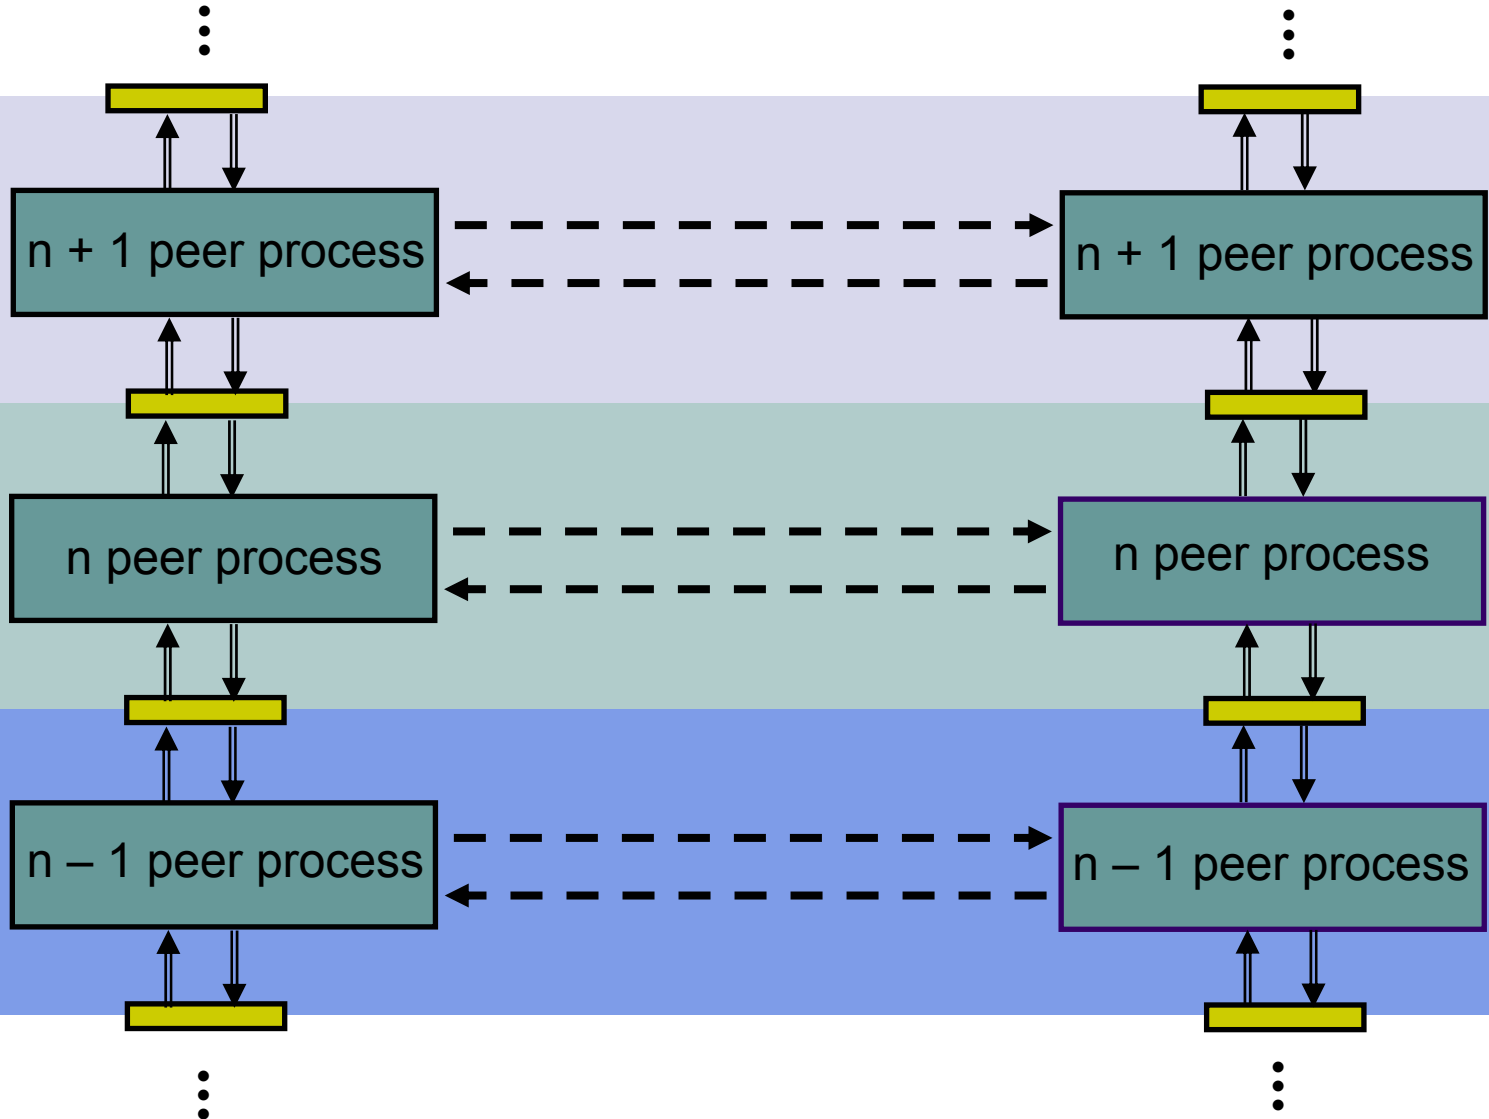 n + 1 peer process
n + 1 peer process
n peer process
n peer process
n – 1 peer process
n – 1 peer process